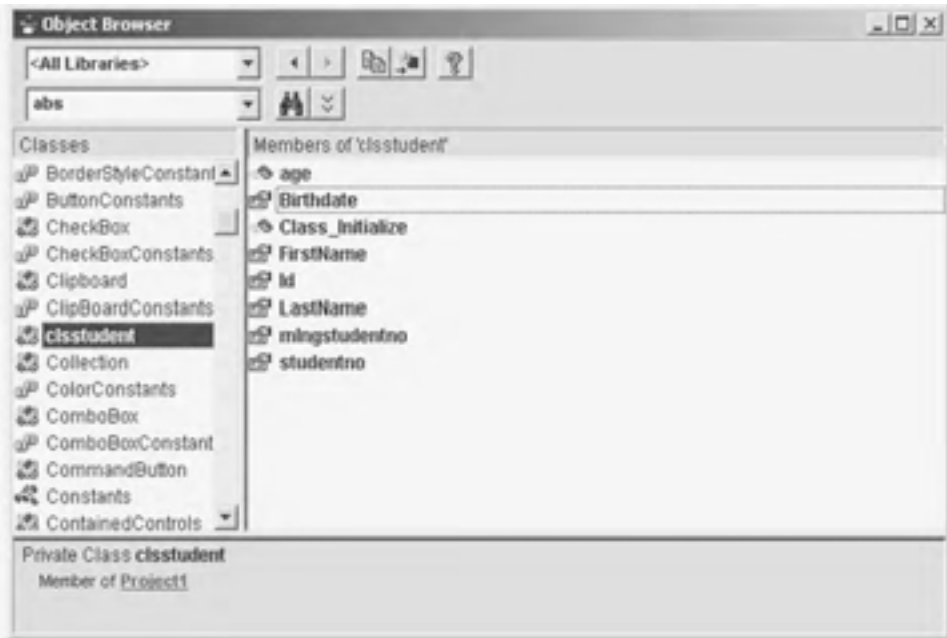 Object Browser
<All Libraries>
abs
Classes
BorderStyleConstant
ButtonConstants
CheckBox
CheckBoxConstants
Clipboard
ClipBoardConstants
clsstudent
Collection
ColorConstants
ComboBox
ComboBoxConstant
CommandButton
Constants
ContainedControls
Members of 'clsstudent'
age
Birthdate
Class_Initialize
FirstName
Id
LastName
mlngstudentno
studentno
Private Class clsstudent
Member of Project1